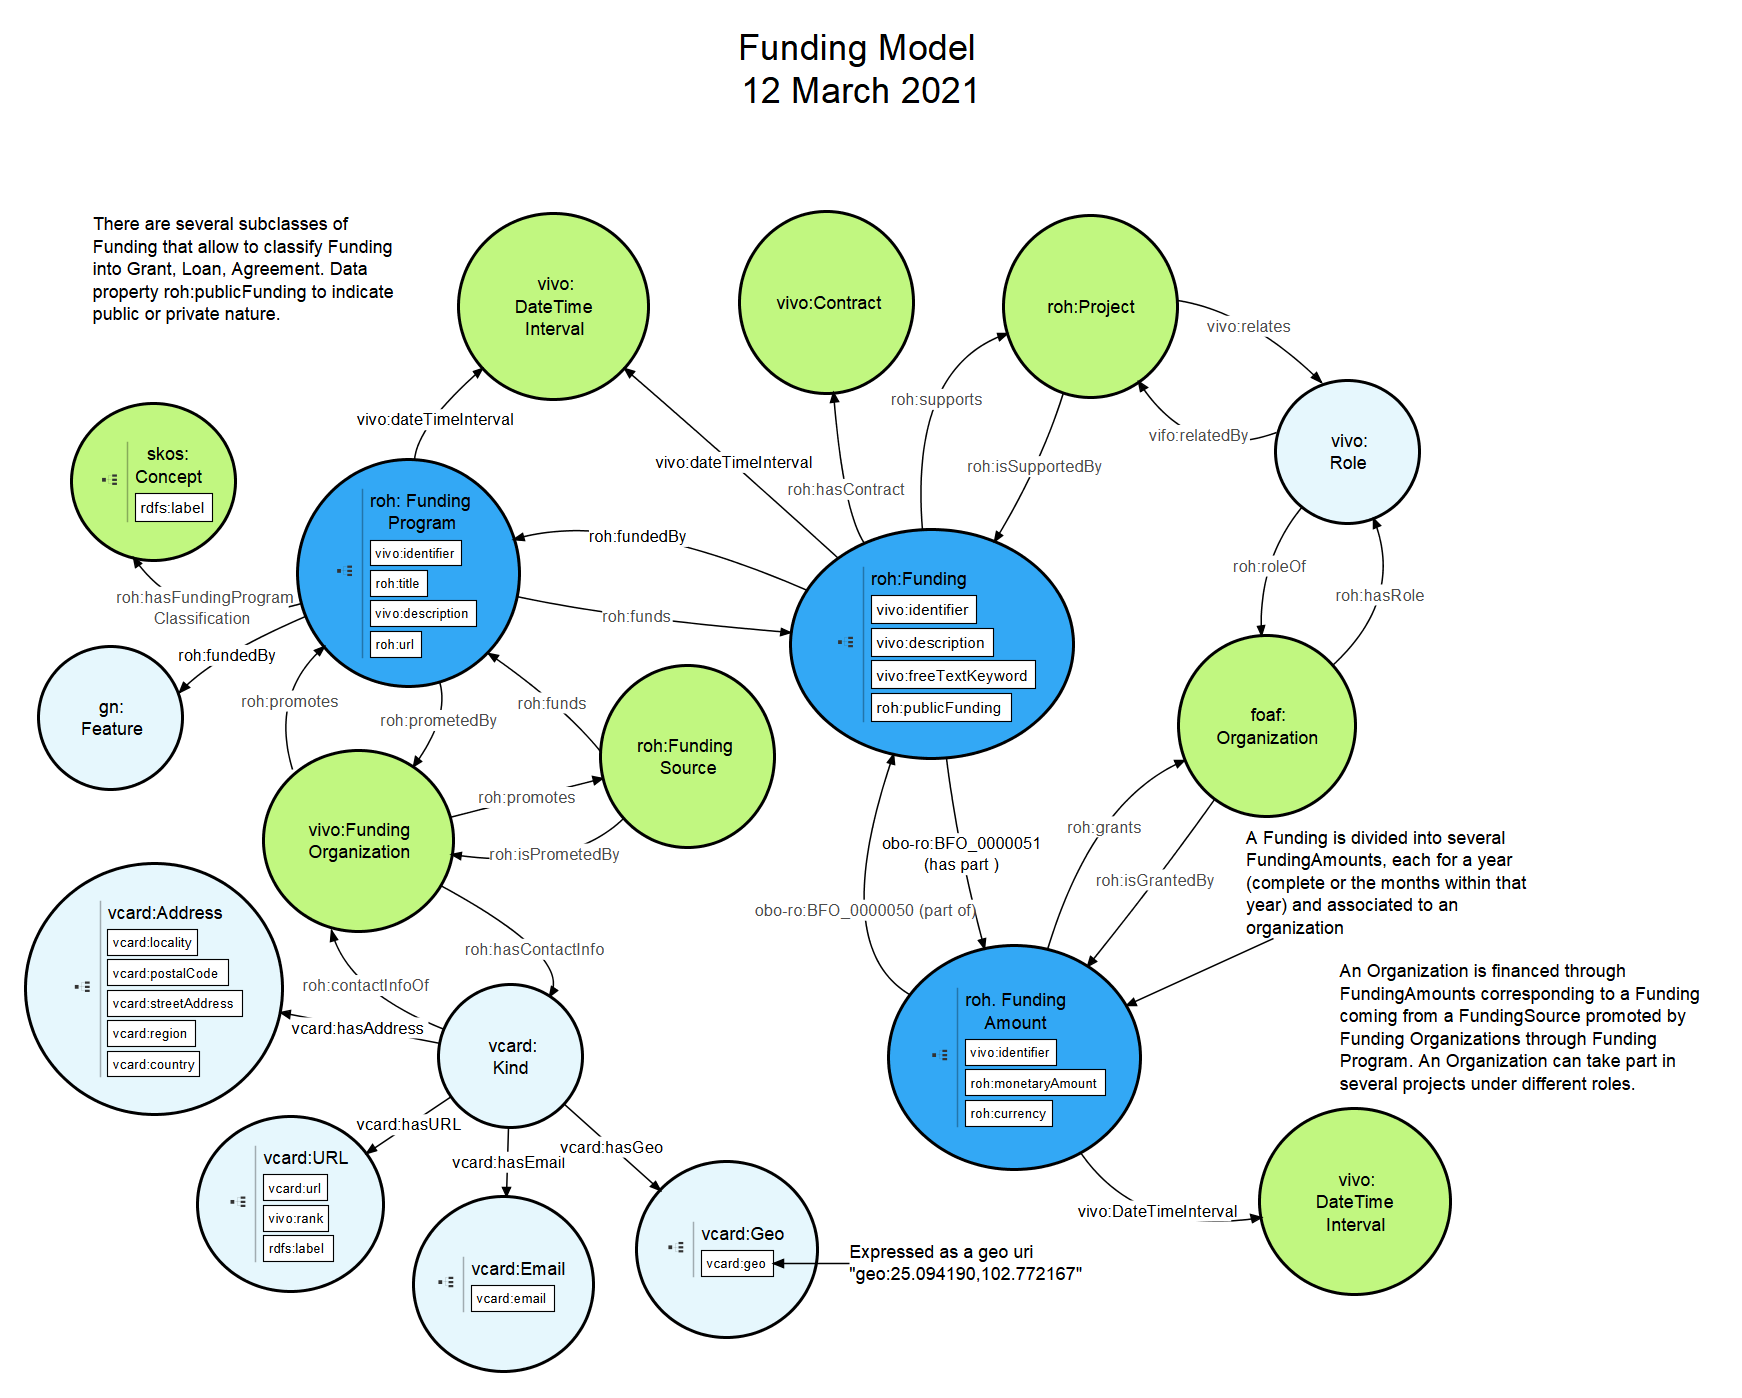 Funding Model
12 March 2021
There are several subclasses of
Funding that allow to classify Funding
into Grant, Loan, Agreement. Data
property roh:publicFunding to indicate
public or private nature.
vivo:
DateTime
Interval
vivo:Contract
roh:Project
vivo:relates
vivo:
Role
vifo:relatedBy
roh:supports
roh:isSupportedBy
vivo:dateTimeInterval
vivo:dateTimeInterval
roh:hasContract
skos:
Concept
rdfs:label
roh: Funding
Program
vivo:identifier
roh:title
vivo:description
roh:url
roh:fundedBy
roh:funds
roh:Funding
vivo:identifier
vivo:description
vivo:freeTextKeyword
roh:publicFunding
roh:roleOf
roh:hasRole
roh:hasFundingProgram
Classification
roh:fundedBy
gn:
Feature
roh:promotes
roh:prometedBy
roh:funds
roh:Funding
Source
foaf:
Organization
vivo:Funding
Organization
roh:promotes
roh:isPrometedBy
obo-ro:BFO_0000051
(has part )
obo-ro:BFO_0000050 (part of)
roh:grants
roh:isGrantedBy
A Funding is divided into several
FundingAmounts, each for a year
(complete or the months within that
year) and associated to an
organization
vcard:Address
vcard:locality
vcard:postalCode
vcard:streetAddress
vcard:region
vcard:country
roh:hasContactInfo
roh:contactInfoOf
vcard:hasAddress
vcard:
Kind
roh. Funding
Amount
vivo:identifier
roh:monetaryAmount
roh:currency
An Organization is financed through
FundingAmounts corresponding to a Funding
coming from a FundingSource promoted by
Funding Organizations through Funding
Program. An Organization can take part in
several projects under different roles.
vcard:hasURL
vcard:hasEmail
vcard:hasGeo
vcard:URL
vcard:url
vivo:rank
rdfs:label
vcard:Email
vcard:email
vcard:Geo
vcard:geo
Expressed as a geo uri
"geo:25.094190,102.772167"
vivo:DateTimeInterval
vivo:
DateTime
Interval